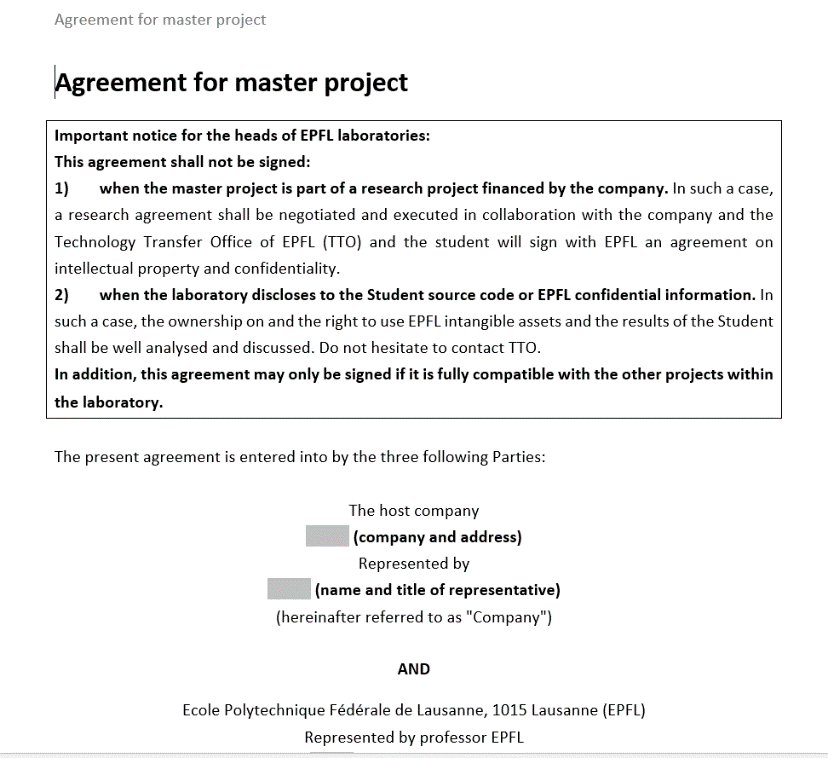 Agreement for master project
Agreement for master project
Important notice for the heads of EPFL laboratories:
This agreement shall not be signed:
1) when the master project is part of a research project financed by the company. In such a case,
a research agreement shall be negotiated and executed in collaboration with the company and the
Technology Transfer Office of EPFL (TTO) and the student will sign with EPFL an agreement on
intellectual property and confidentiality.
2) when the laboratory discloses to the Student source code or EPFL confidential information. In
such a case, the ownership on and the right to use EPFL intangible assets and the results of the Student
shall be well analysed and discussed. Do not hesitate to contact TTO.
In addition, this agreement may only be signed if it is fully compatible with the other projects within
the laboratory.
The present agreement is entered into by the three following Parties:
The host company
(company and address)
Represented by
(name and title of representative)
(hereinafter referred to as "Company")
AND
Ecole Polytechnique Fédérale de Lausanne, 1015 Lausanne (EPFL)
Represented by professor EPFL